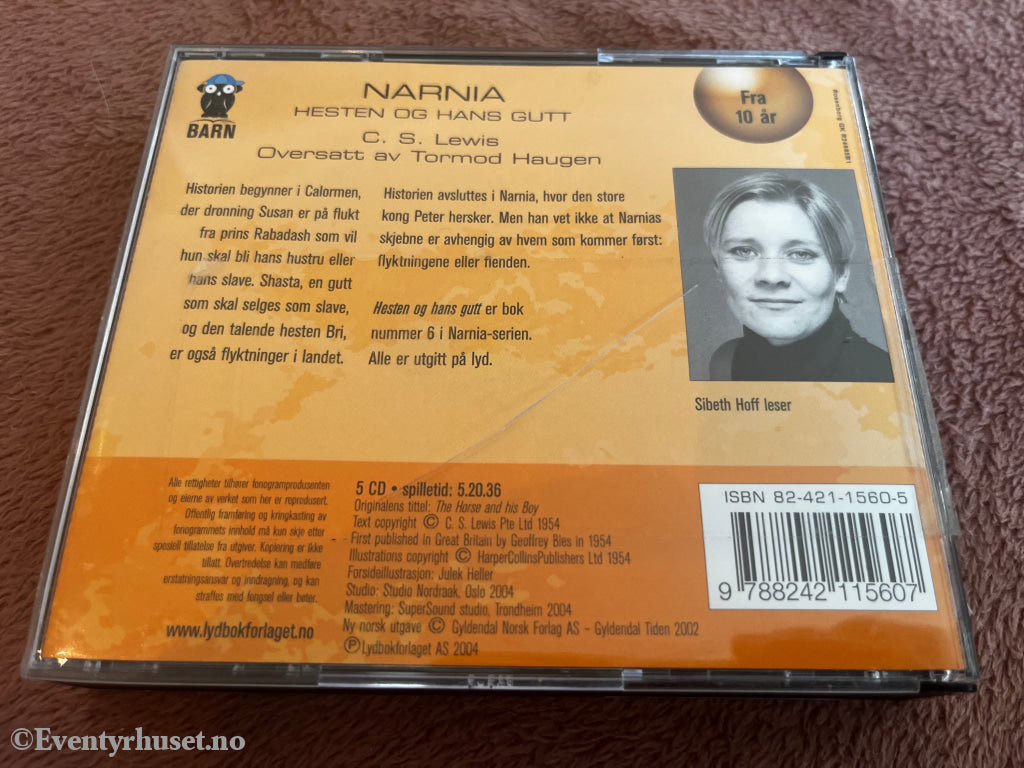 BARN
NARNIA
HESTEN OG HANS GUTT
C. S. Lewis
Oversatt av Tormod Haugen
Fra
10 år
Historien begynner i Calormen,
der dronning Susan er på flukt
fra prins Rabadash som vil
hun skal bli hans hustru eller
hans slave. Shasta, en gutt
som skal selges som slave,
og den talende hesten Bri,
er også flyktninger i landet.
Historien avsluttes i Narnia, hvor den store
kong Peter hersker. Men han vet ikke at Narnias
skjebne er avhengig av hvem som kommer først:
flyktningene eller fienden.
Hesten og hans gutt er bok
nummer 6 i Narnia-serien.
Alle er utgitt på lyd.
Sibeth Hoff leser
Alle rettigheter tilhører fonogramprodusenten
og eierne av verket som her er reprodusert.
Offentlig framføring og kringkasting av
fonogrammets innhold må kun skje etter
spesiell tillatelse fra utgiver. Kopiering er ikke
tillatt. Overtredelse kan medføre
erstatningsansvar og inndragning, og kan
straffes med fengsel eller bøter.
www.lydbokforlaget.no
5 CD • spilletid: 5.20.36
Originalens tittel: The Horse and his Boy
Text copyright © C. S. Lewis Pte Ltd 1954
First published in Great Britain by Geoffrey Bles in 1954
Illustrations copyright © HarperCollinsPublishers Ltd 1954
Forsideillustrasjon: Julek Heller
Studio: Studio Nordraak, Oslo 2004
Mastering: SuperSound studio, Trondheim 2004
Ny norsk utgave © Gyldendal Norsk Forlag AS – Gyldendal Tiden 2002
℗ Lydbokforlaget AS 2004
ISBN 82-421-1560-5
9 788242 115607
©Eventyrhuset.no